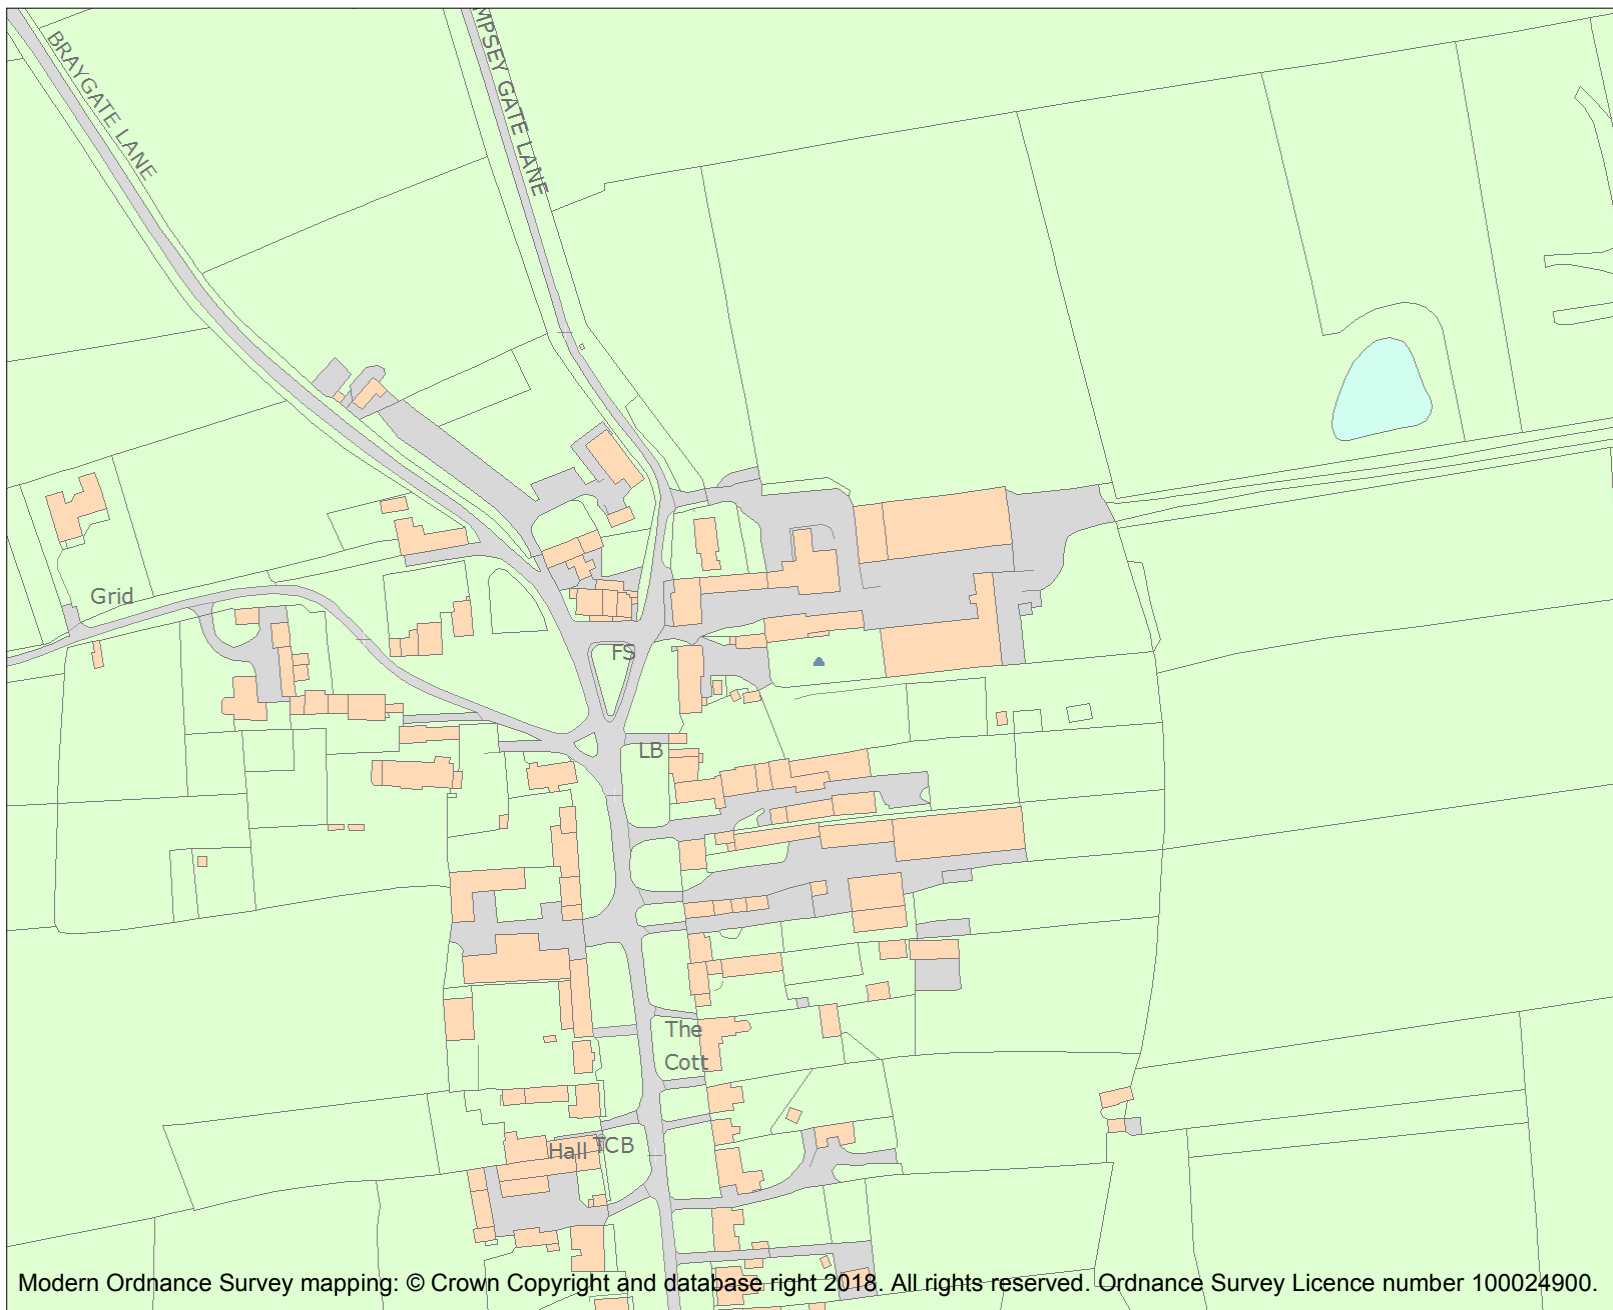 BRAYGATE LANE
MPSEY GATE LANE
Grid
FS
LB
The
Cott
Hall
TCB
Modern Ordnance Survey mapping: © Crown Copyright and database right 2018. All rights reserved. Ordnance Survey Licence number 100024900.